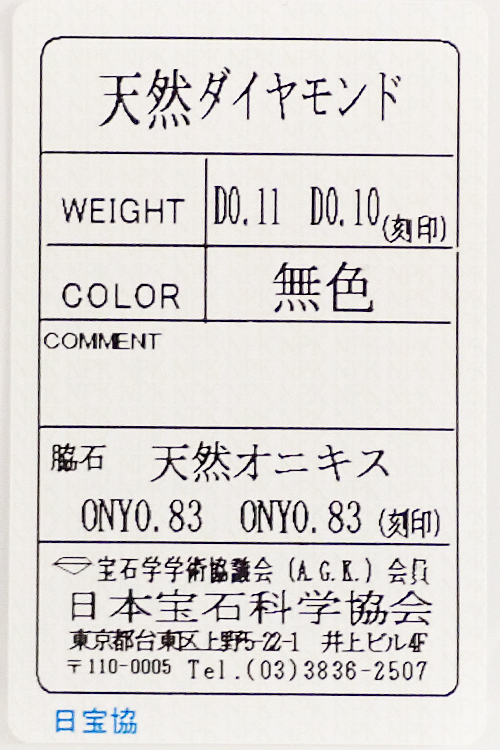 天然ダイヤモンド
WEIGHT D0.11 D0.10(刻印)
COLOR 無色
COMMENT
脇石 天然オニキス
ONY0.83 ONY0.83(刻印)
宝石学学術協議会(A.G.K.)会員
日本宝石科学協会
東京都台東区上野5-22-1 井上ビル4F
〒110-0005 Tel.(03)3836-2507
日宝協